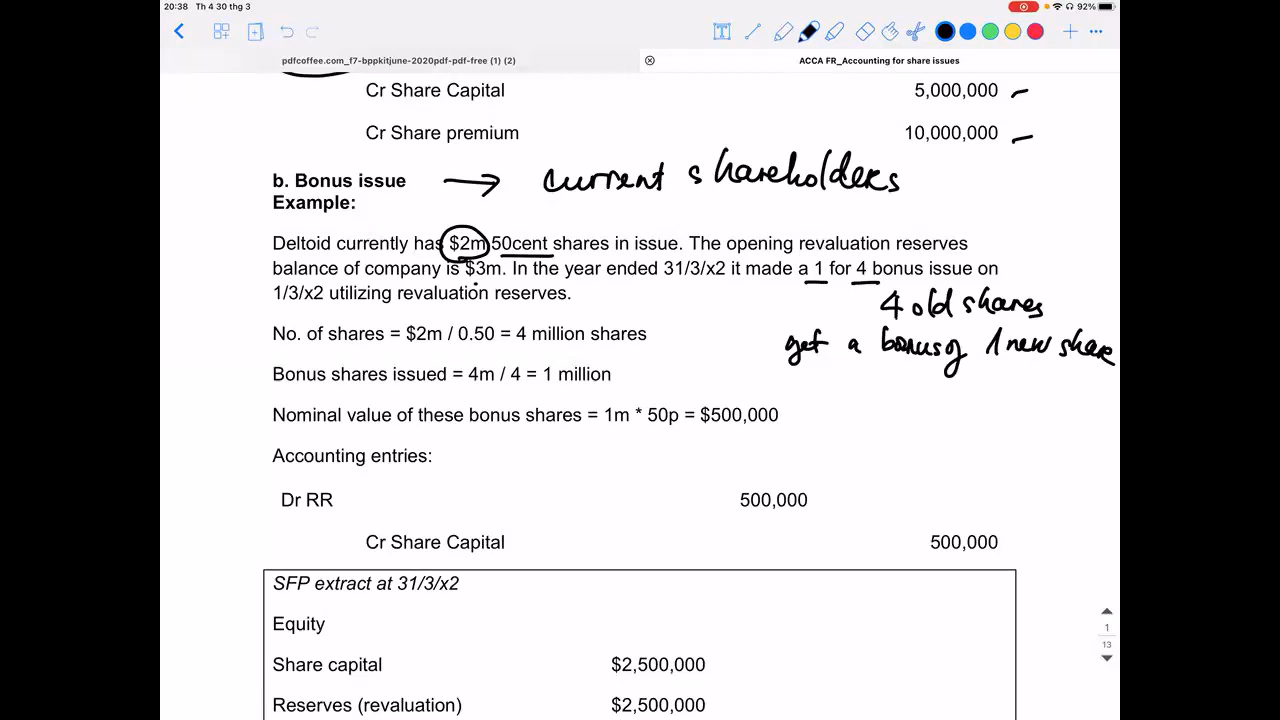 20:38 Th 4 30 thg 3
92%
pdfcoffee.com_f7-bppkitjune-2020pdf-pdf-free (1) (2)
ACCA FR_Accounting for share issues
Cr Share Capital 5,000,000
Cr Share premium 10,000,000
b. Bonus issue current shareholders
Example:
Deltoid currently has $2m 50cent shares in issue. The opening revaluation reserves
balance of company is $3m. In the year ended 31/3/x2 it made a 1 for 4 bonus issue on
1/3/x2 utilizing revaluation reserves.
4 old shares
get a bonus of 1 new share
No. of shares = $2m / 0.50 = 4 million shares
Bonus shares issued = 4m / 4 = 1 million
Nominal value of these bonus shares = 1m * 50p = $500,000
Accounting entries:
Dr RR 500,000
Cr Share Capital 500,000
SFP extract at 31/3/x2
Equity
1
13
Share capital $2,500,000
Reserves (revaluation) $2,500,000